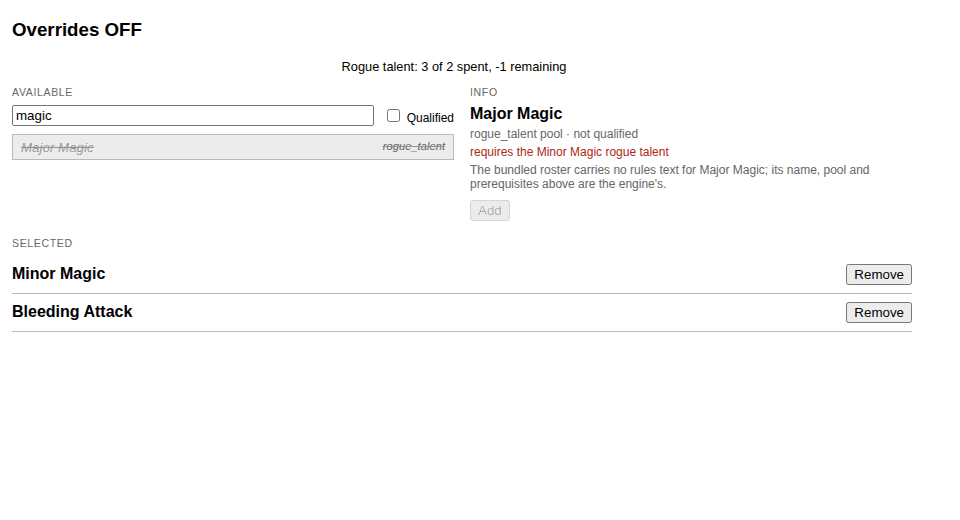 Overrides OFF
Rogue talent: 3 of 2 spent, -1 remaining
AVAILABLE
magic
Qualified
Major Magic
rogue_talent
INFO
Major Magic
rogue_talent pool · not qualified
requires the Minor Magic rogue talent
The bundled roster carries no rules text for Major Magic; its name, pool and
prerequisites above are the engine's.
Add
SELECTED
Minor Magic
Remove
Bleeding Attack
Remove